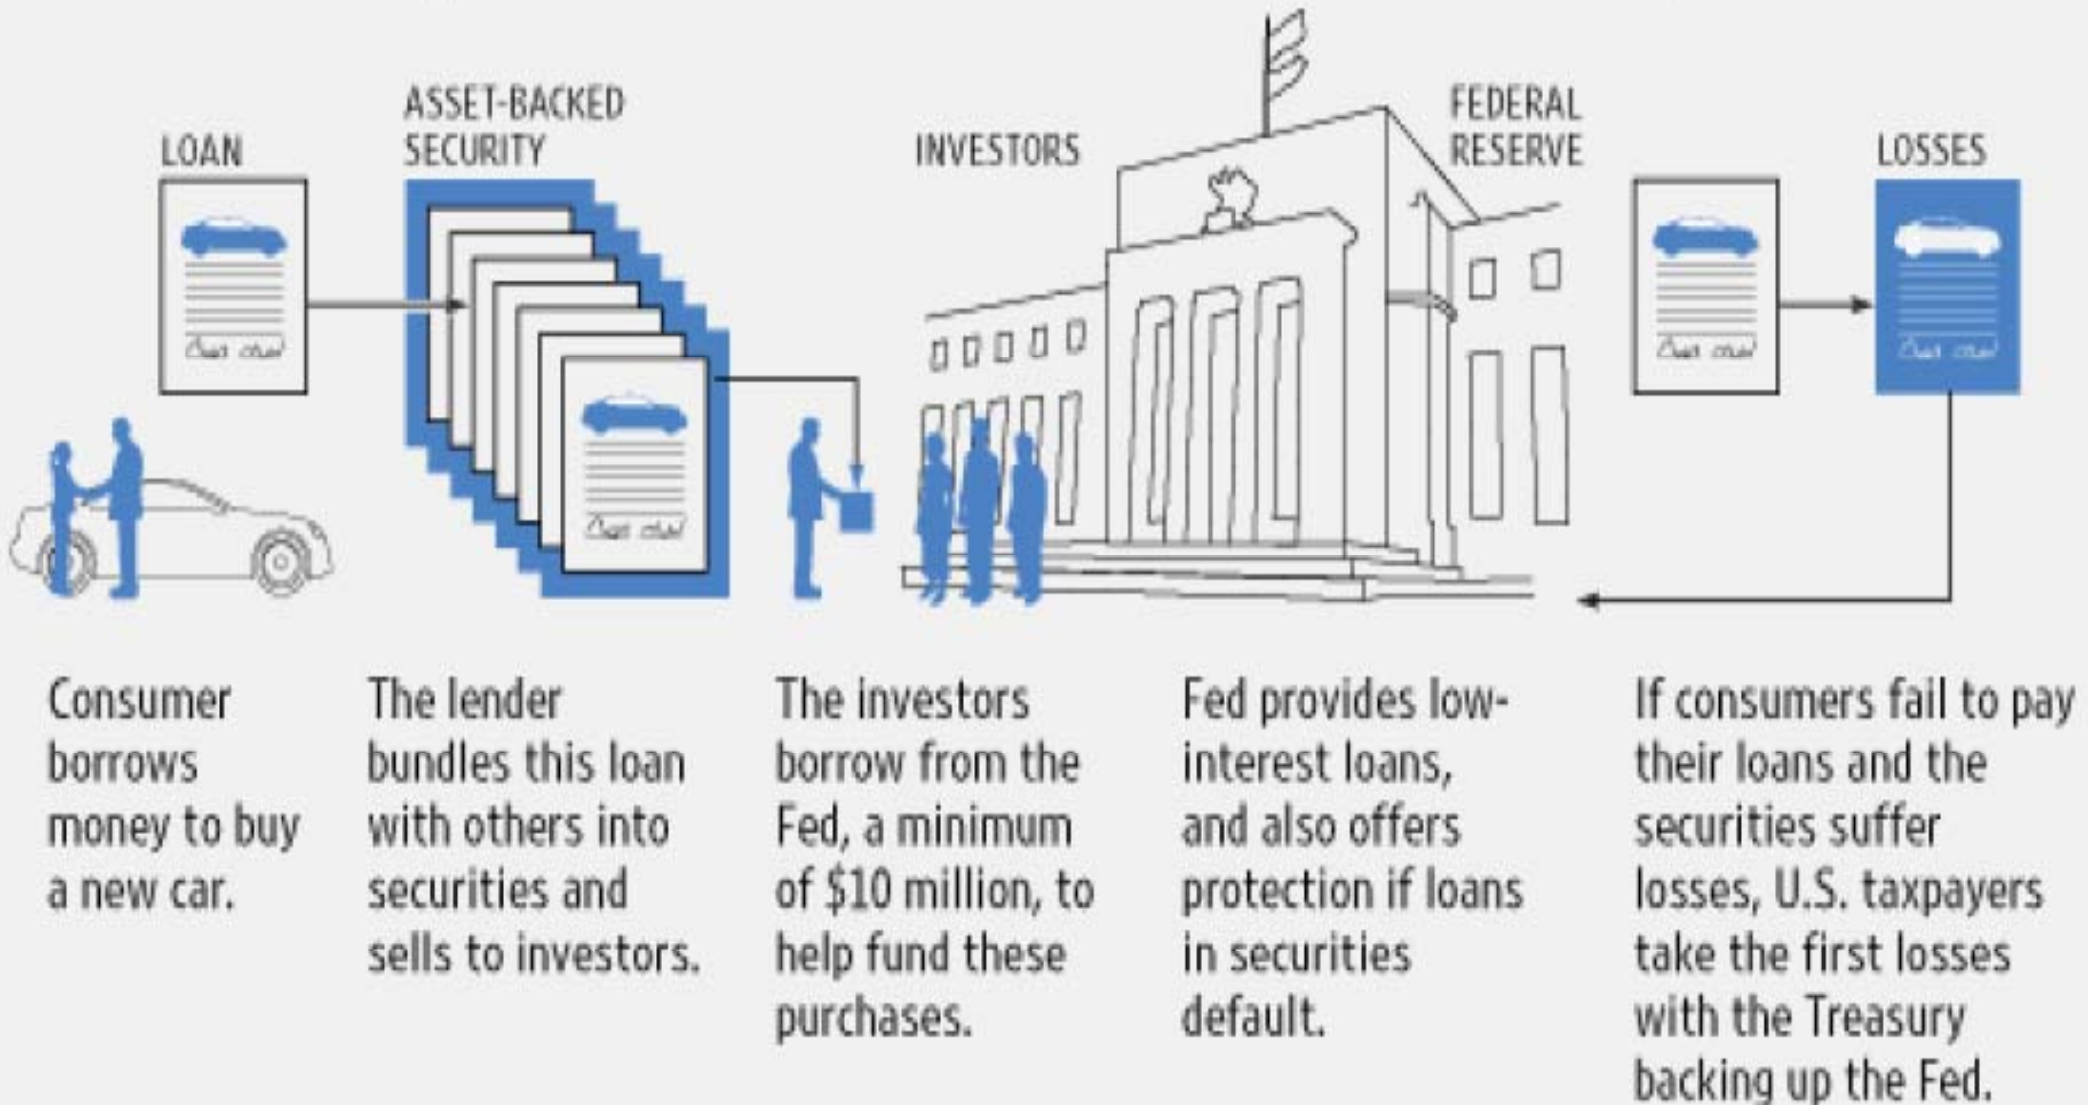 LOAN
ASSET-BACKED
SECURITY
INVESTORS
FEDERAL
RESERVE
LOSSES
Consumer
borrows
money to buy
a new car.
The lender
bundles this loan
with others into
securities and
sells to investors.
The investors
borrow from the
Fed, a minimum
of $10 million, to
help fund these
purchases.
Fed provides low-
interest loans,
and also offers
protection if loans
in securities
default.
If consumers fail to pay
their loans and the
securities suffer
losses, U.S. taxpayers
take the first losses
with the Treasury
backing up the Fed.